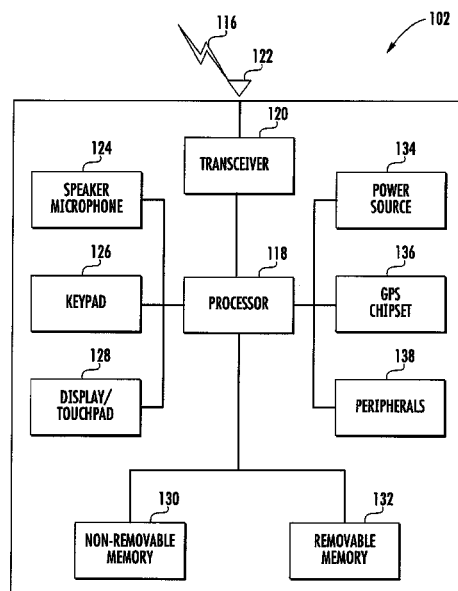 116
102
122
120
TRANSCEIVER
124
SPEAKER
MICROPHONE
134
POWER
SOURCE
126
KEYPAD
118
PROCESSOR
136
GPS
CHIPSET
128
DISPLAY/
TOUCHPAD
138
PERIPHERALS
130
NON-REMOVABLE
MEMORY
132
REMOVABLE
MEMORY